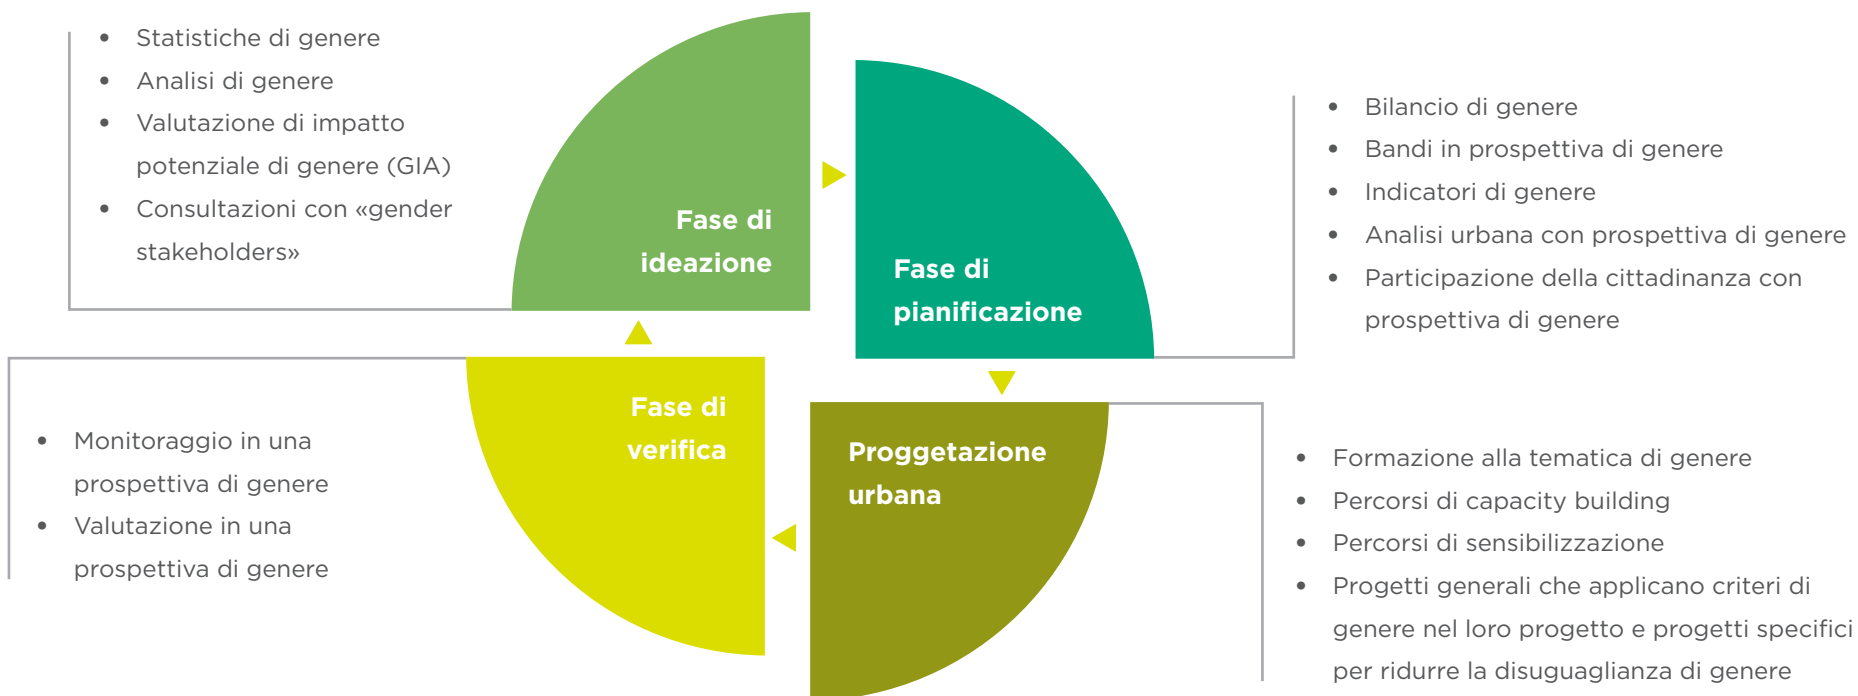 • Statistiche di genere
• Analisi di genere
• Valutazione di impatto
potenziale di genere (GIA)
• Consultazioni con «gender
stakeholders»
Fase di
ideazione
Fase di
pianificazione
• Bilancio di genere
• Bandi in prospettiva di genere
• Indicatori di genere
• Analisi urbana con prospettiva di genere
• Participazione della cittadinanza con
prospettiva di genere
• Monitoraggio in una
prospettiva di genere
• Valutazione in una
prospettiva di genere
Fase di
verifica
Proggetazione
urbana
• Formazione alla tematica di genere
• Percorsi di capacity building
• Percorsi di sensibilizzazione
• Progetti generali che applicano criteri di
genere nel loro progetto e progetti specifici
per ridurre la disuguaglianza di genere